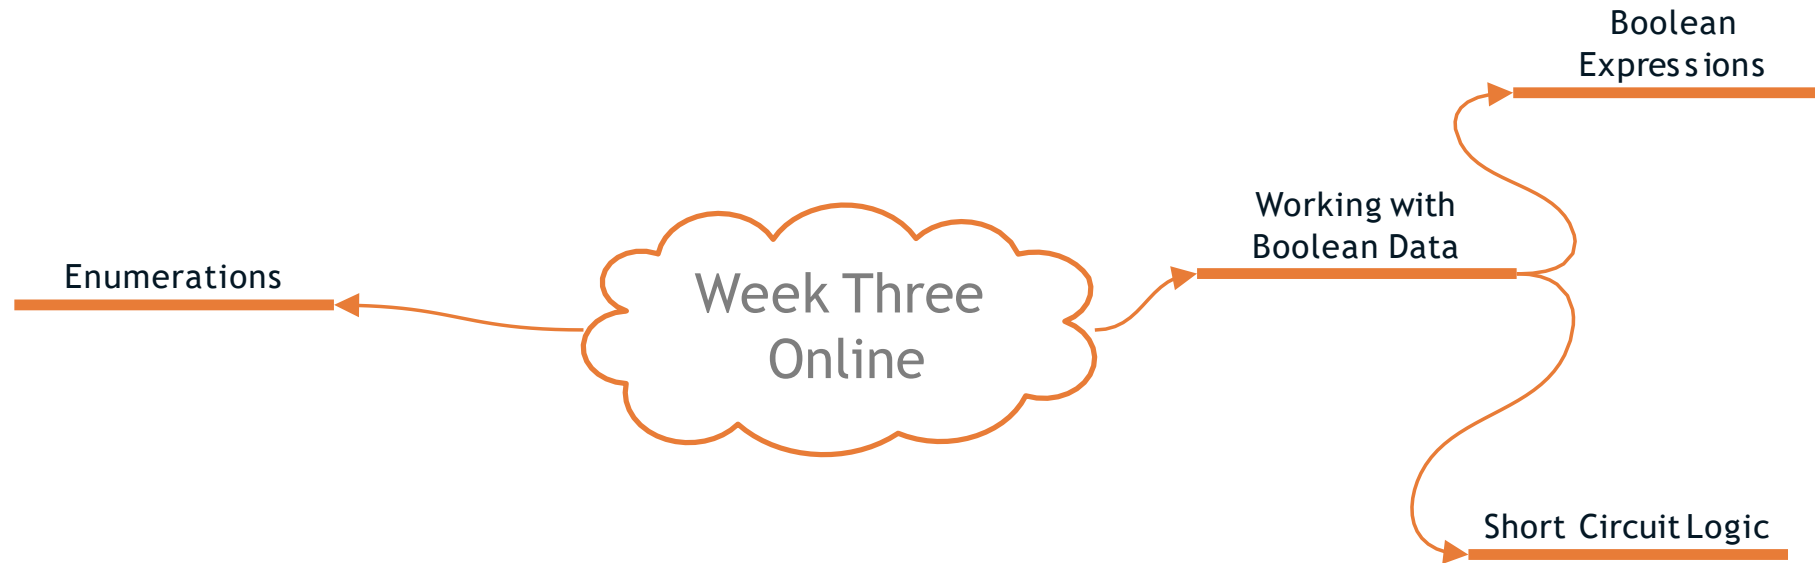 Boolean
Expressions
Working with
Boolean Data
Enumerations
Week Three
Online
Short Circuit Logic